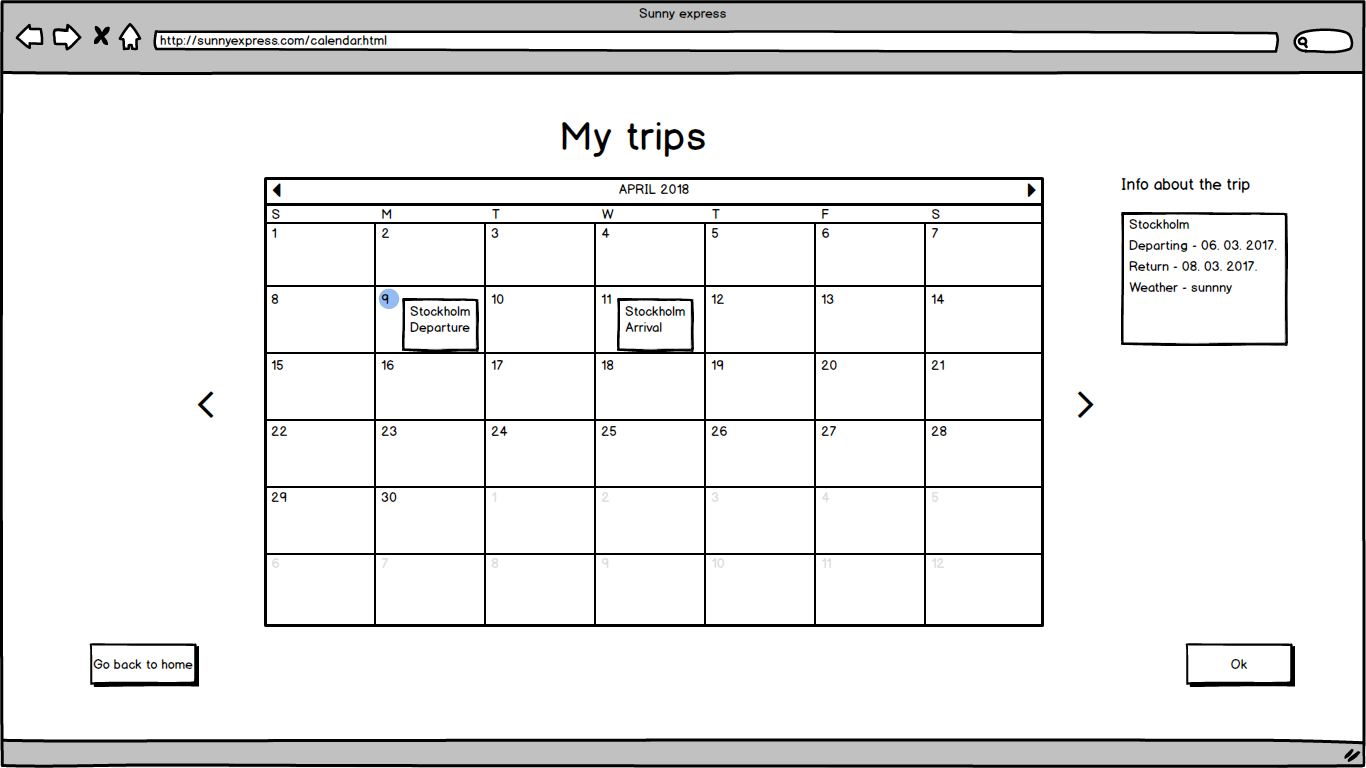 Sunny express
http://sunnyexpress.com/calendar.html
My trips
APRIL 2018
S M T W T F S
1 2 3 4 5 6 7
8 9 10 11 12 13 14
Stockholm
Departure
Stockholm
Arrival
15 16 17 18 19 20 21
22 23 24 25 26 27 28
29 30 1 2 3 4 5
6 7 8 9 10 11 12
Info about the trip
Stockholm
Departing - 06. 03. 2017.
Return - 08. 03. 2017.
Weather - sunnny
Go back to home
Ok